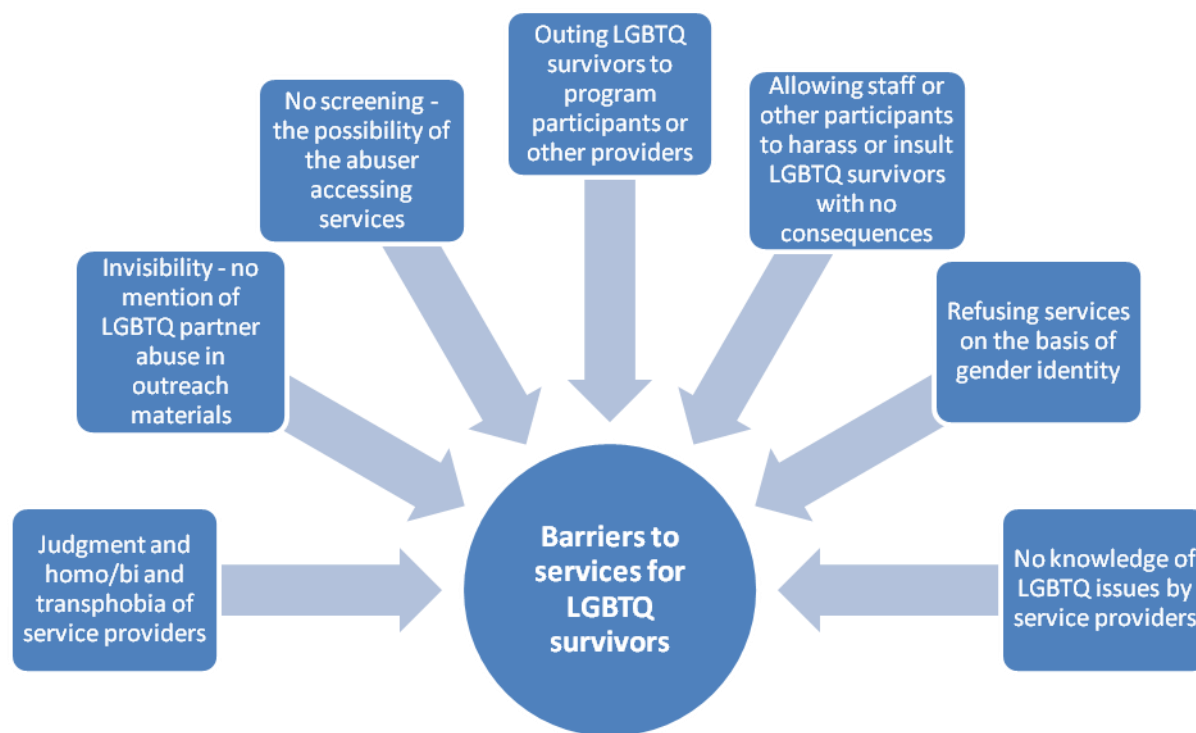 Judgment and
homo/bi and
transphobia of
service providers
Invisibility - no
mention of
LGBTQ partner
abuse in
outreach
materials
No screening -
the possibility of
the abuser
accessing
services
Outing LGBTQ
survivors to
program
participants or
other providers
Allowing staff or
other participants
to harass or insult
LGBTQ survivors
with no
consequences
Refusing services
on the basis of
gender identity
No knowledge of
LGBTQ issues by
service providers
Barriers to
services for
LGBTQ
survivors